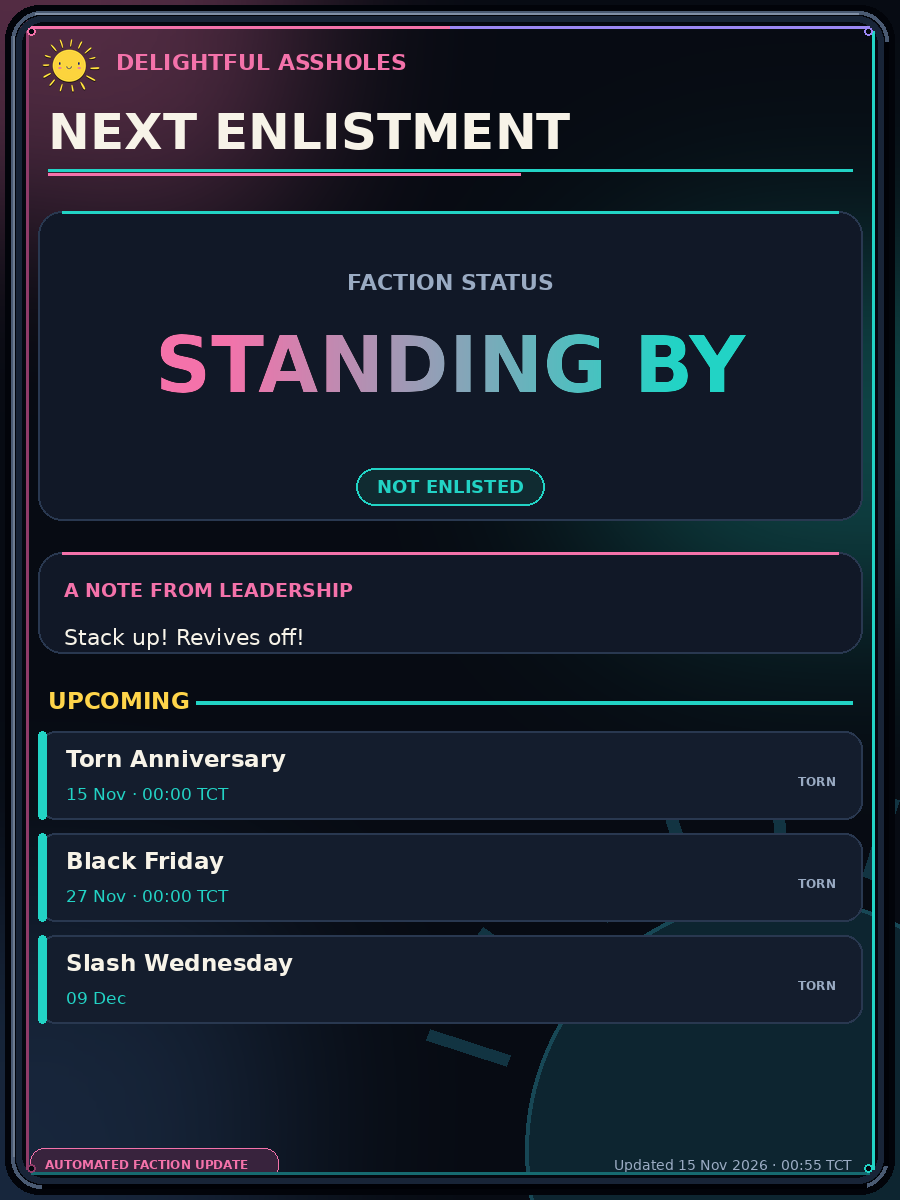 DELIGHTFUL ASSHOLES
NEXT ENLISTMENT
FACTION STATUS
STANDING BY
NOT ENLISTED
A NOTE FROM LEADERSHIP
Stack up! Revives off!
UPCOMING
Torn Anniversary
15 Nov · 00:00 TCT
TORN
Black Friday
27 Nov · 00:00 TCT
TORN
Slash Wednesday
09 Dec
TORN
AUTOMATED FACTION UPDATE
Updated 15 Nov 2026 · 00:55 TCT